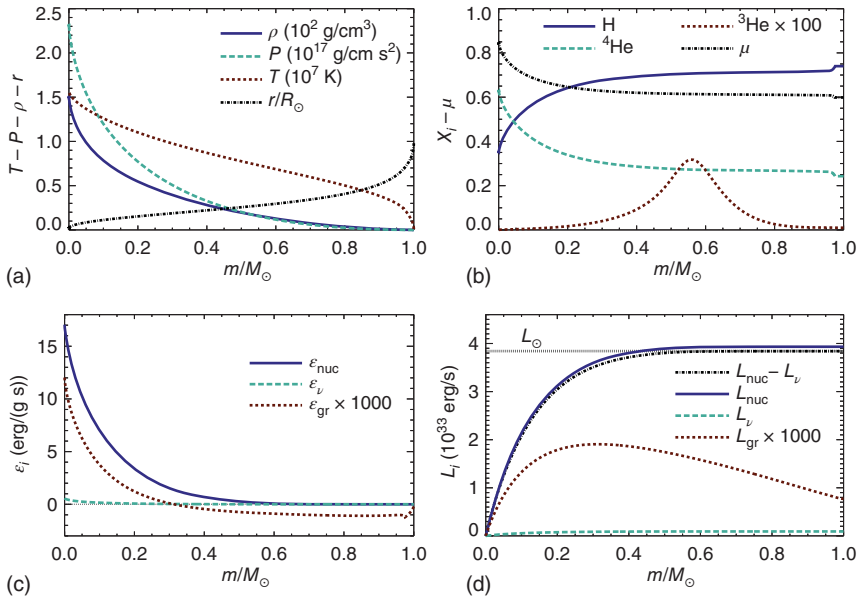 2.5
2.0
1.5
1.0
0.5
0.0
T − P − ρ − r
ρ (10² g/cm³)
P (10¹⁷ g/cm s²)
T (10⁷ K)
r/R☉
0.0 0.2 0.4 0.6 0.8 1.0
m/M☉
(a)
1.0
0.8
0.6
0.4
0.2
0.0
Xᵢ − μ
H
⁴He
³He × 100
μ
0.0 0.2 0.4 0.6 0.8 1.0
m/M☉
(b)
15
10
5
0
εᵢ (erg/(g s))
ε_nuc
ε_ν
ε_gr × 1000
0.0 0.2 0.4 0.6 0.8 1.0
m/M☉
(c)
4
3
2
1
0
Lᵢ (10³³ erg/s)
L☉
L_nuc − L_ν
L_nuc
L_ν
L_gr × 1000
0.0 0.2 0.4 0.6 0.8 1.0
m/M☉
(d)